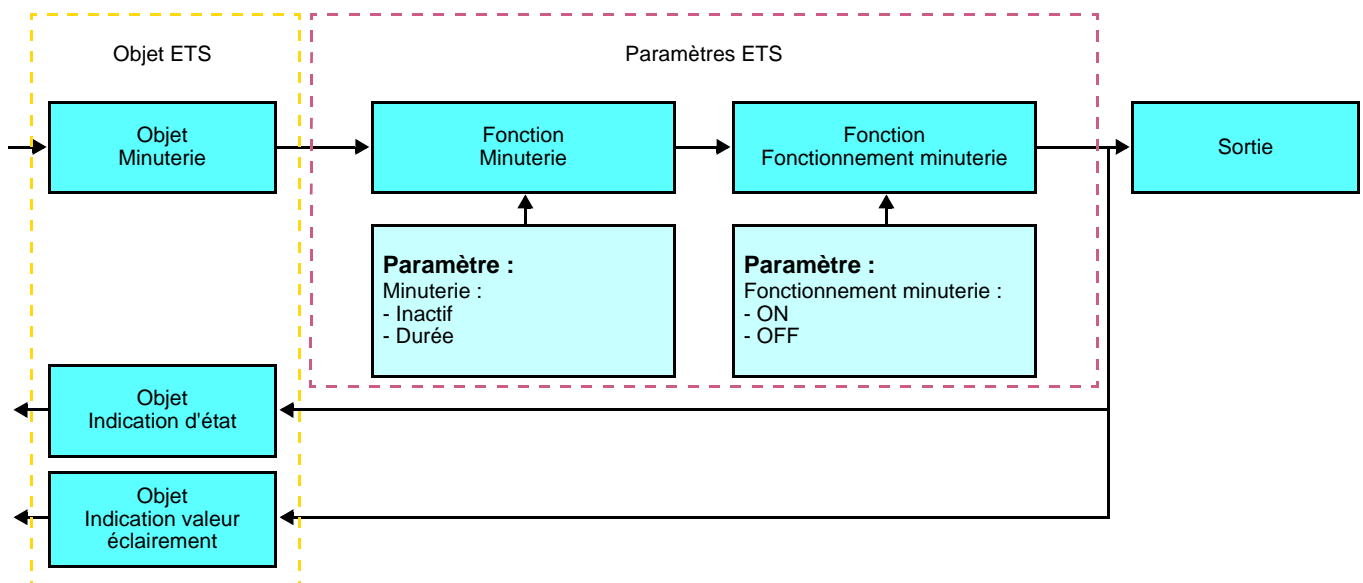 Objet ETS
Paramètres ETS
Objet
Minuterie
Fonction
Minuterie
Fonction
Fonctionnement minuterie
Sortie
Paramètre :
Minuterie :
- Inactif
- Durée
Paramètre :
Fonctionnement minuterie :
- ON
- OFF
Objet
Indication d'état
Objet
Indication valeur
éclairement